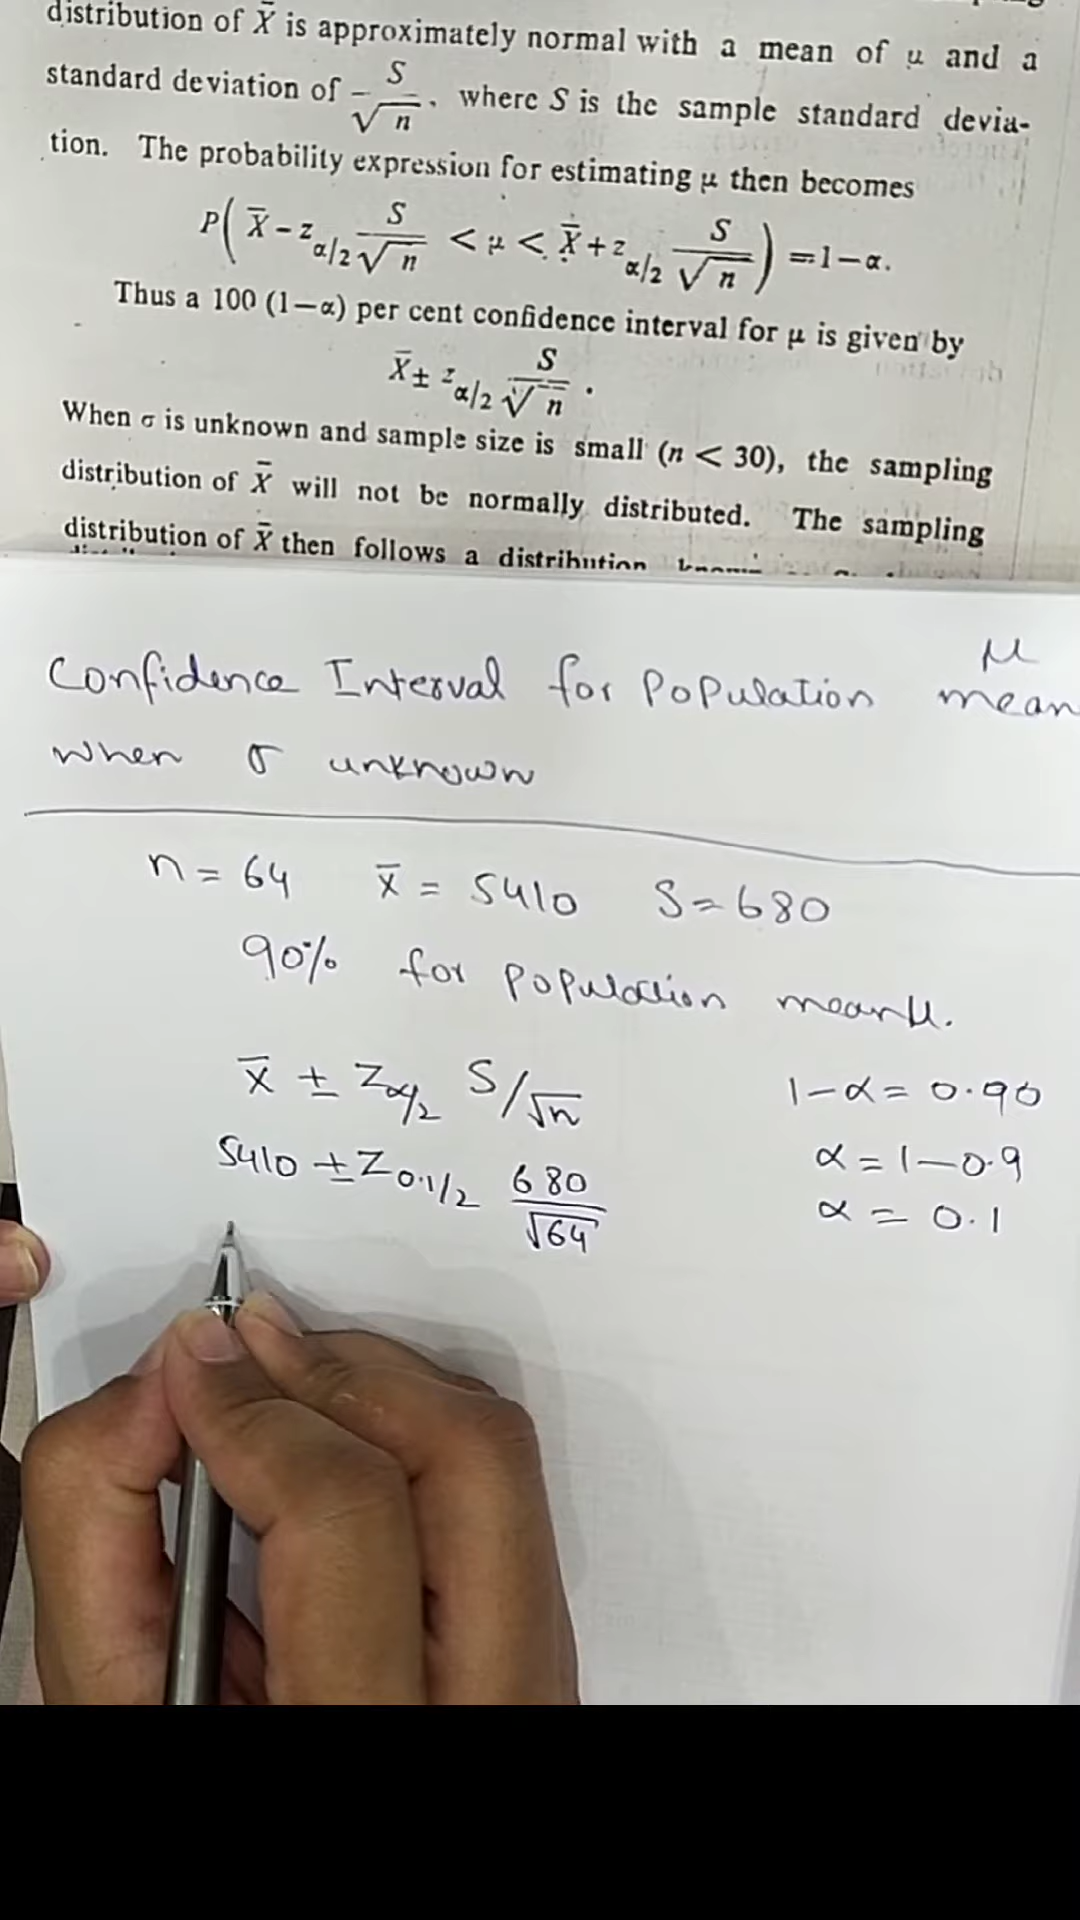 distribution of X̄ is approximately normal with a mean of μ and a
standard deviation of S/√n, where S is the sample standard devia-
tion. The probability expression for estimating μ then becomes
P( X̄ − z α/2 S/√n < μ < X̄ + z α/2 S/√n ) = 1 − α.
Thus a 100 (1−α) per cent confidence interval for μ is given by
X̄ ± z α/2 S/√n .
When σ is unknown and sample size is small (n < 30), the sampling
distribution of X̄ will not be normally distributed. The sampling
distribution of X̄ then follows a distribution
Confidence Interval for Population mean μ
when σ unknown
n = 64 x̄ = 5410 S = 680
90% for population mean μ.
x̄ ± Z α/2 S/√n 1 − α = 0.90
5410 ± Z 0.1/2 680/√64 α = 1 − 0.9
α = 0.1